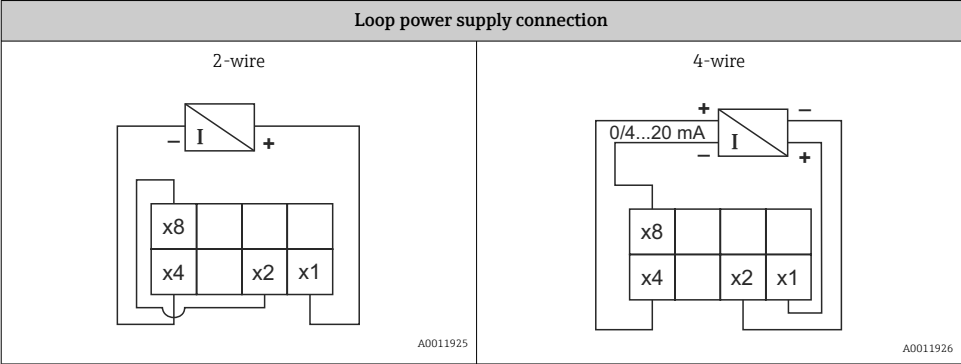 Loop power supply connection
2-wire
4-wire
− I +
+ −
0/4...20 mA I
− +
x8
x4 x2 x1
x8
x4 x2 x1
A0011925
A0011926